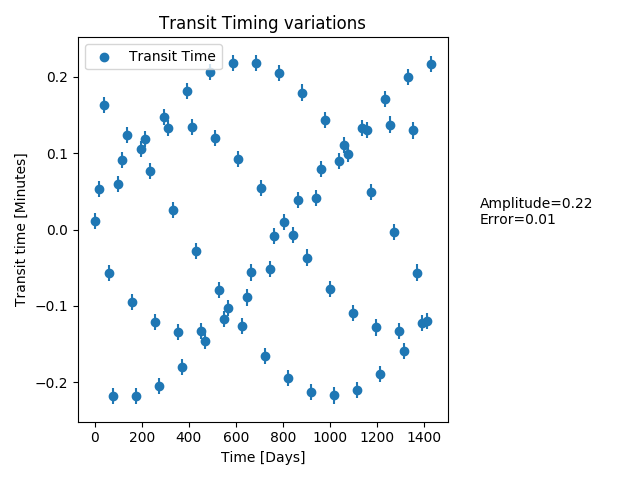 Transit Timing variations
Transit Time
0.2
0.1
0.0
−0.1
−0.2
Transit time [Minutes]
0 200 400 600 800 1000 1200 1400
Time [Days]
Amplitude=0.22
Error=0.01